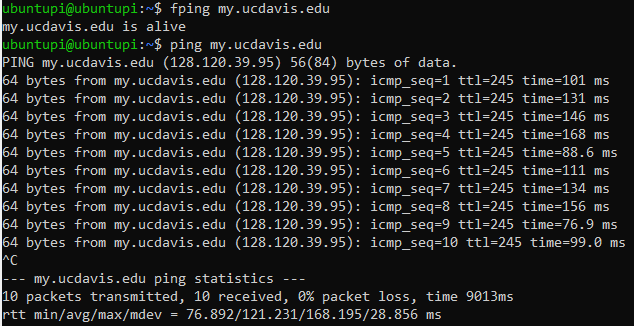 ubuntupi@ubuntupi:~$ fping my.ucdavis.edu
my.ucdavis.edu is alive
ubuntupi@ubuntupi:~$ ping my.ucdavis.edu
PING my.ucdavis.edu (128.120.39.95) 56(84) bytes of data.
64 bytes from my.ucdavis.edu (128.120.39.95): icmp_seq=1 ttl=245 time=101 ms
64 bytes from my.ucdavis.edu (128.120.39.95): icmp_seq=2 ttl=245 time=131 ms
64 bytes from my.ucdavis.edu (128.120.39.95): icmp_seq=3 ttl=245 time=146 ms
64 bytes from my.ucdavis.edu (128.120.39.95): icmp_seq=4 ttl=245 time=168 ms
64 bytes from my.ucdavis.edu (128.120.39.95): icmp_seq=5 ttl=245 time=88.6 ms
64 bytes from my.ucdavis.edu (128.120.39.95): icmp_seq=6 ttl=245 time=111 ms
64 bytes from my.ucdavis.edu (128.120.39.95): icmp_seq=7 ttl=245 time=134 ms
64 bytes from my.ucdavis.edu (128.120.39.95): icmp_seq=8 ttl=245 time=156 ms
64 bytes from my.ucdavis.edu (128.120.39.95): icmp_seq=9 ttl=245 time=76.9 ms
64 bytes from my.ucdavis.edu (128.120.39.95): icmp_seq=10 ttl=245 time=99.0 ms
^C
--- my.ucdavis.edu ping statistics ---
10 packets transmitted, 10 received, 0% packet loss, time 9013ms
rtt min/avg/max/mdev = 76.892/121.231/168.195/28.856 ms